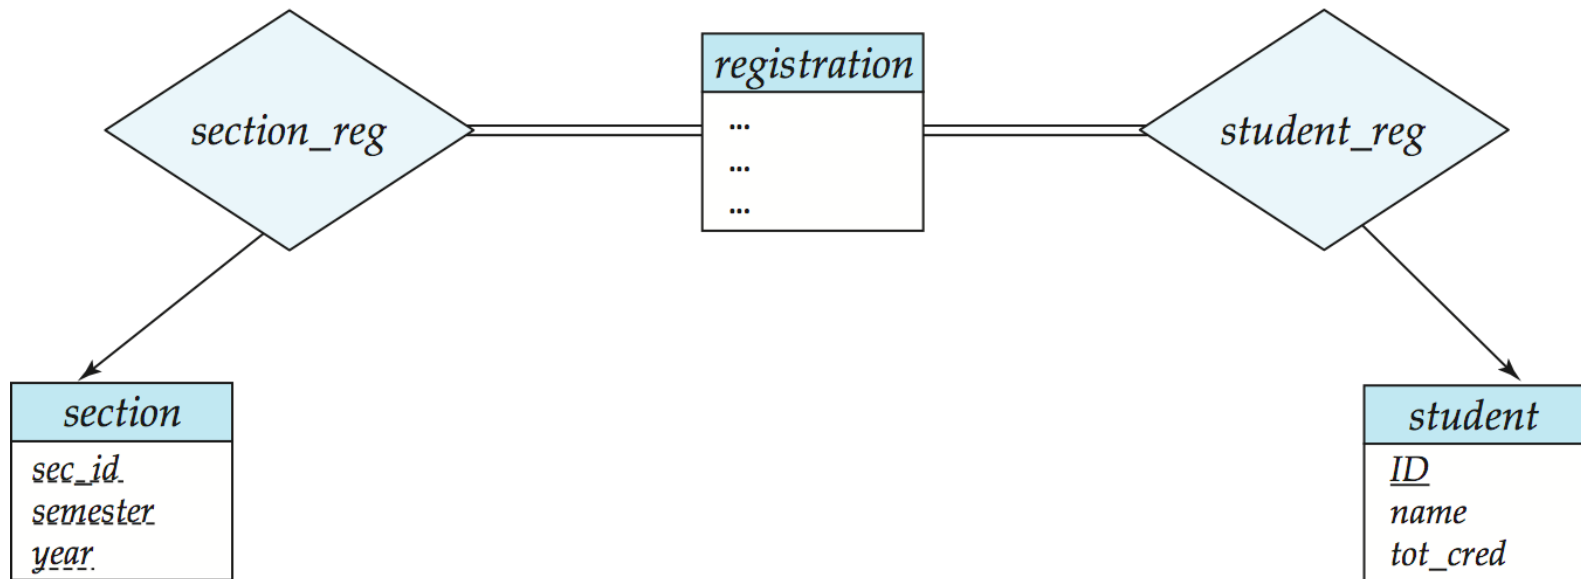 section_reg
registration
...
...
...
student_reg
section
sec_id
semester
year
student
ID
name
tot_cred